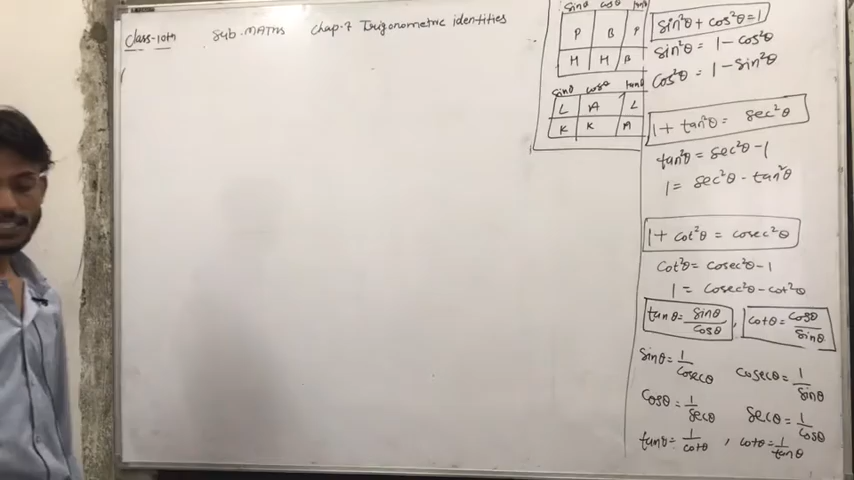 Class-10th Sub-MATHS Chap-7 Trigonometric identities
sinθ cosθ tanθ
P B P
H H B
sinθ cosθ tanθ
L A L
K K A
sin²θ + cos²θ = 1
sin²θ = 1 - cos²θ
cos²θ = 1 - sin²θ
1 + tan²θ = sec²θ
tan²θ = sec²θ - 1
1 = sec²θ - tan²θ
1 + cot²θ = cosec²θ
cot²θ = cosec²θ - 1
1 = cosec²θ - cot²θ
tanθ = sinθ/cosθ , cotθ = cosθ/sinθ
sinθ = 1/cosecθ cosecθ = 1/sinθ
cosθ = 1/secθ secθ = 1/cosθ
tanθ = 1/cotθ , cotθ = 1/tanθ